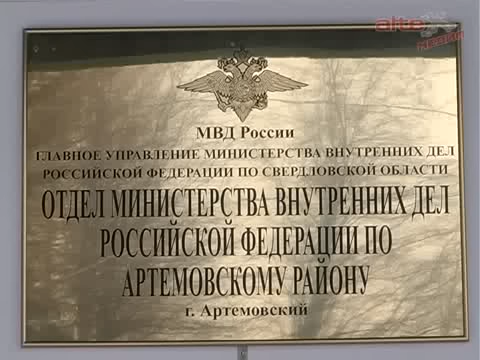 alte
МВД России
ГЛАВНОЕ УПРАВЛЕНИЕ МИНИСТЕРСТВА ВНУТРЕННИХ ДЕЛ
РОССИЙСКОЙ ФЕДЕРАЦИИ ПО СВЕРДЛОВСКОЙ ОБЛАСТИ
ОТДЕЛ МИНИСТЕРСТВА ВНУТРЕННИХ ДЕЛ
РОССИЙСКОЙ ФЕДЕРАЦИИ ПО
АРТЕМОВСКОМУ РАЙОНУ
г. Артемовский